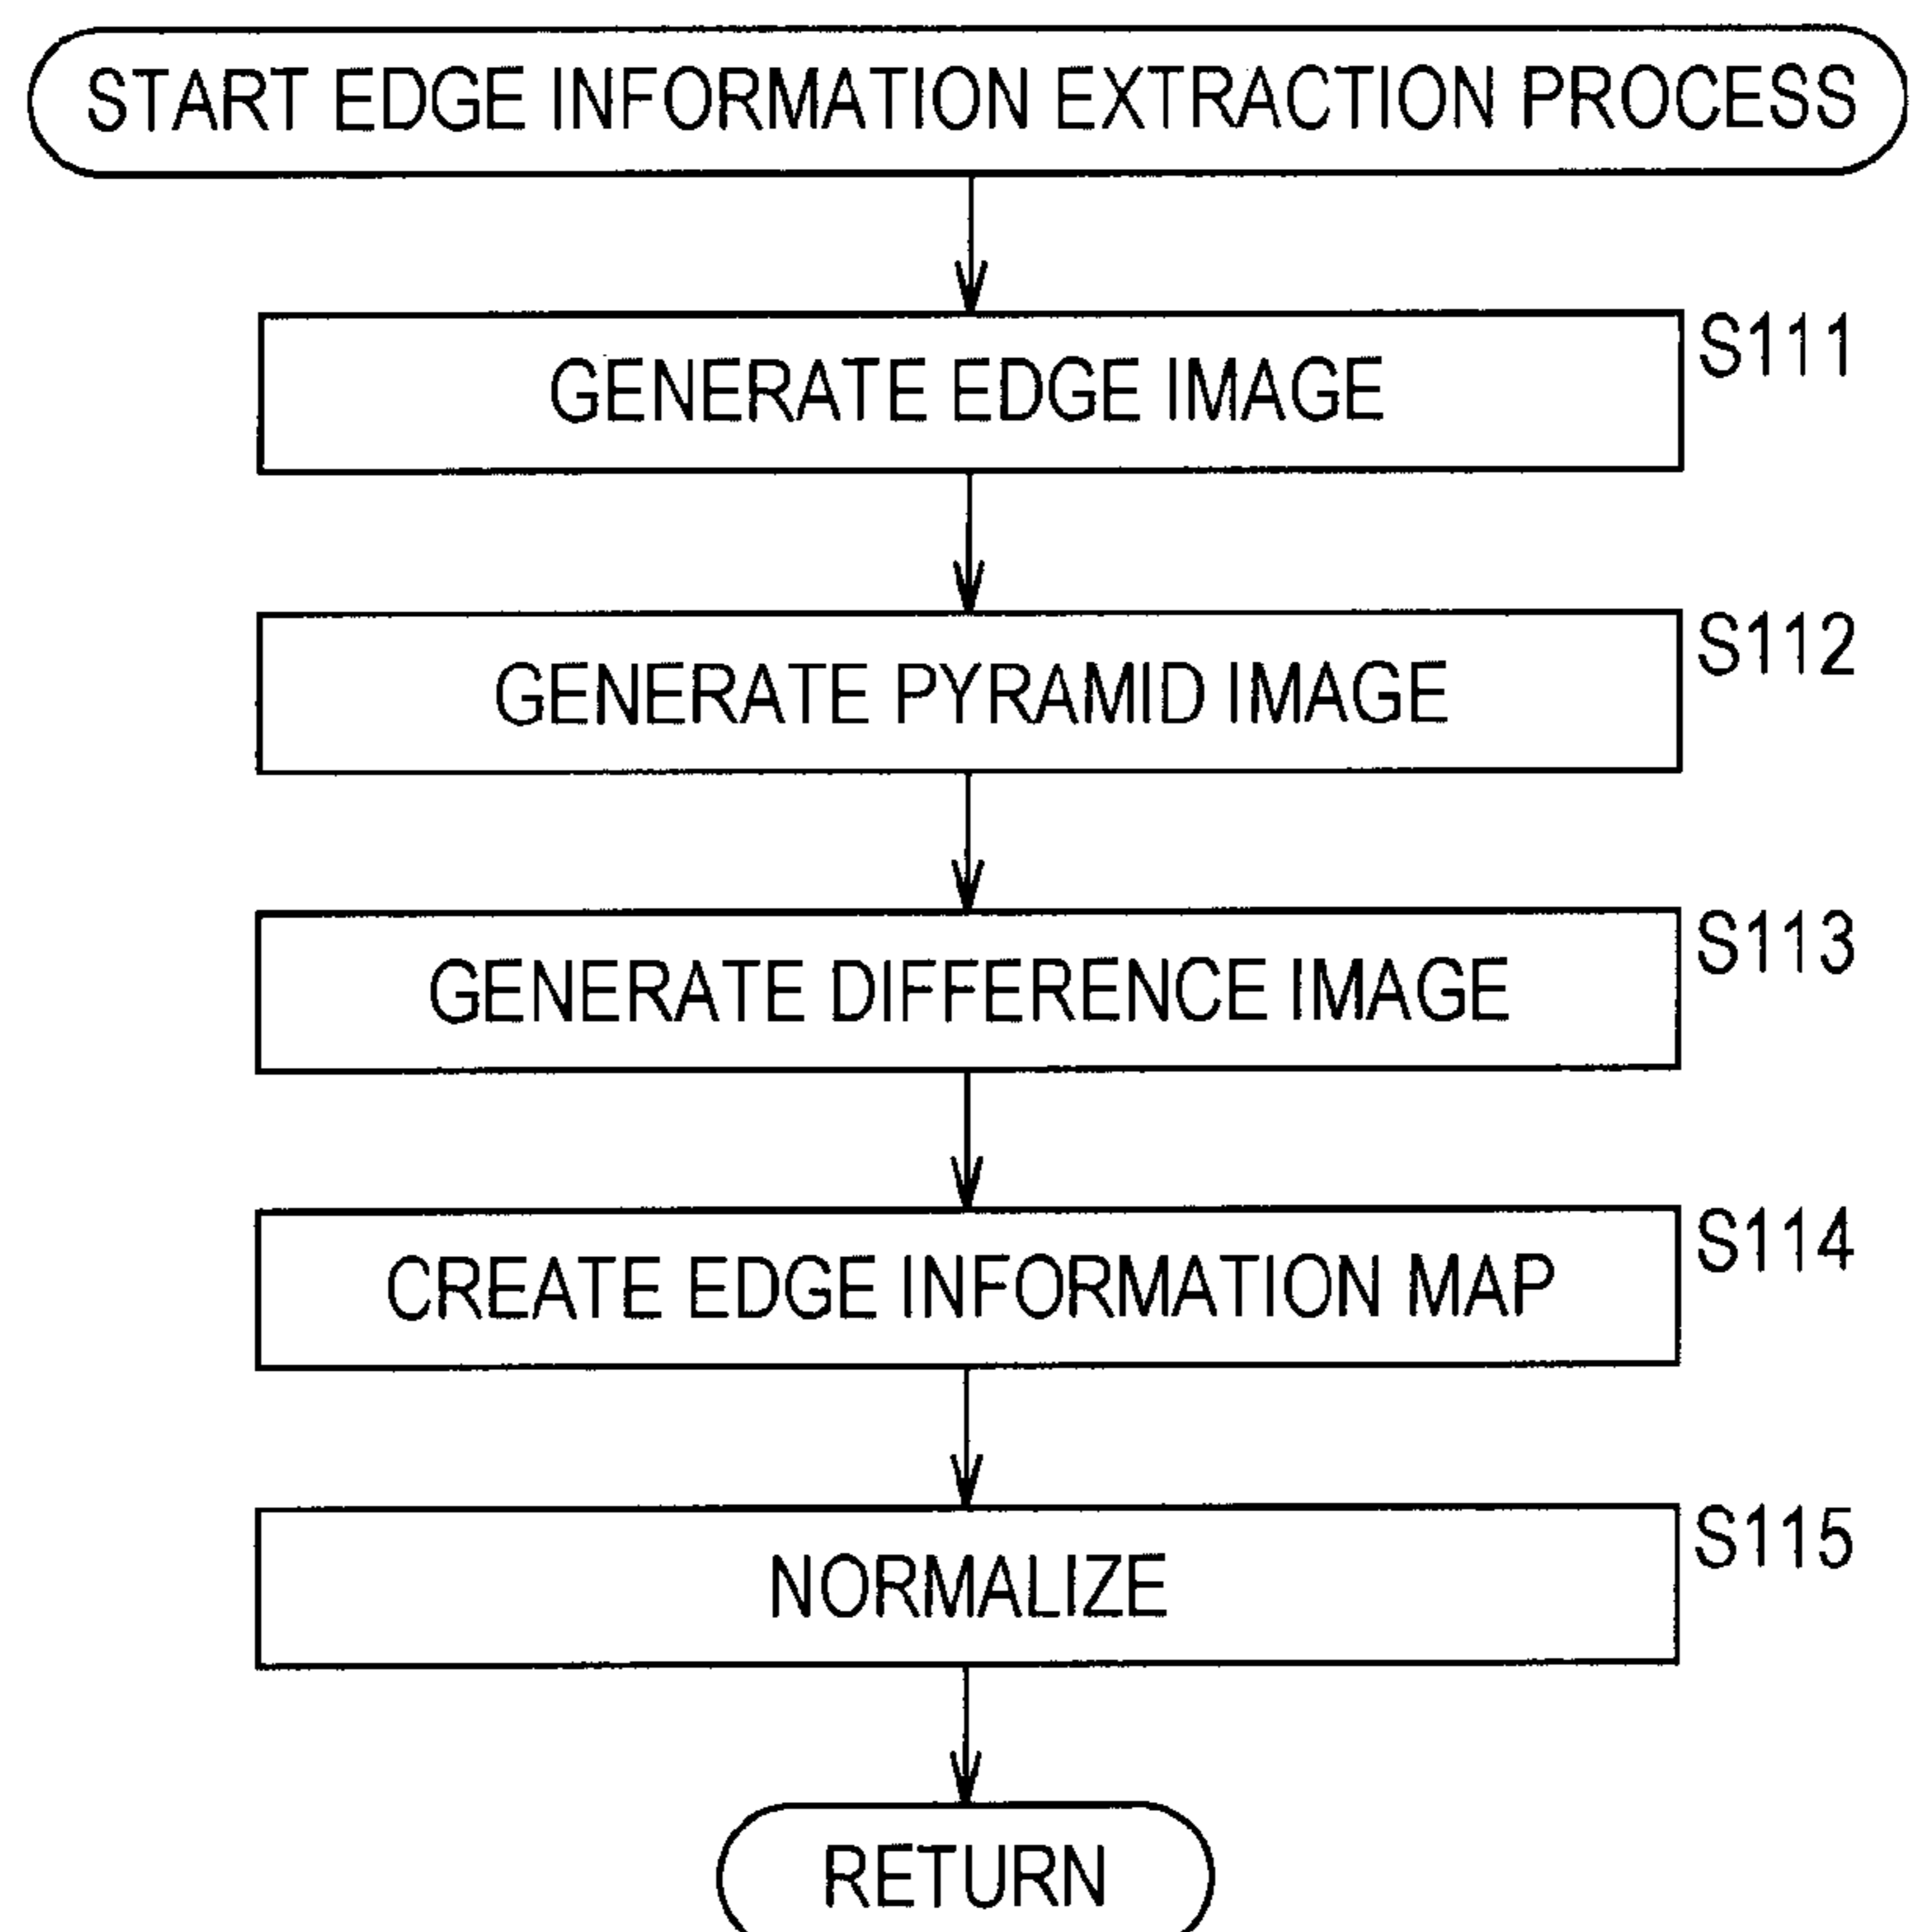 START EDGE INFORMATION EXTRACTION PROCESS
GENERATE EDGE IMAGE
S111
GENERATE PYRAMID IMAGE
S112
GENERATE DIFFERENCE IMAGE
S113
CREATE EDGE INFORMATION MAP
S114
NORMALIZE
S115
RETURN